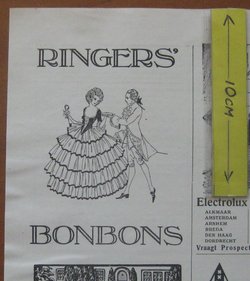 RINGERS'
10CM
BONBONS
Electrolux
ALKMAAR
AMSTERDAM
ARNHEM
BREDA
DEN HAAG
DORDRECHT
Vraagt Prospect